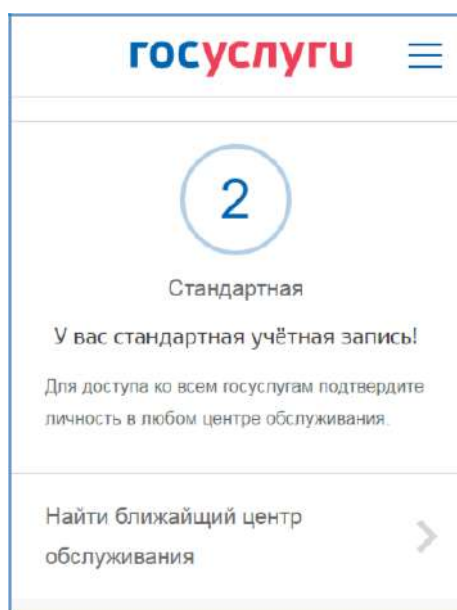 госуслуги
2
Стандартная
У вас стандартная учётная запись!
Для доступа ко всем госуслугам подтвердите
личность в любом центре обслуживания.
Найти ближайщий центр
обслуживания